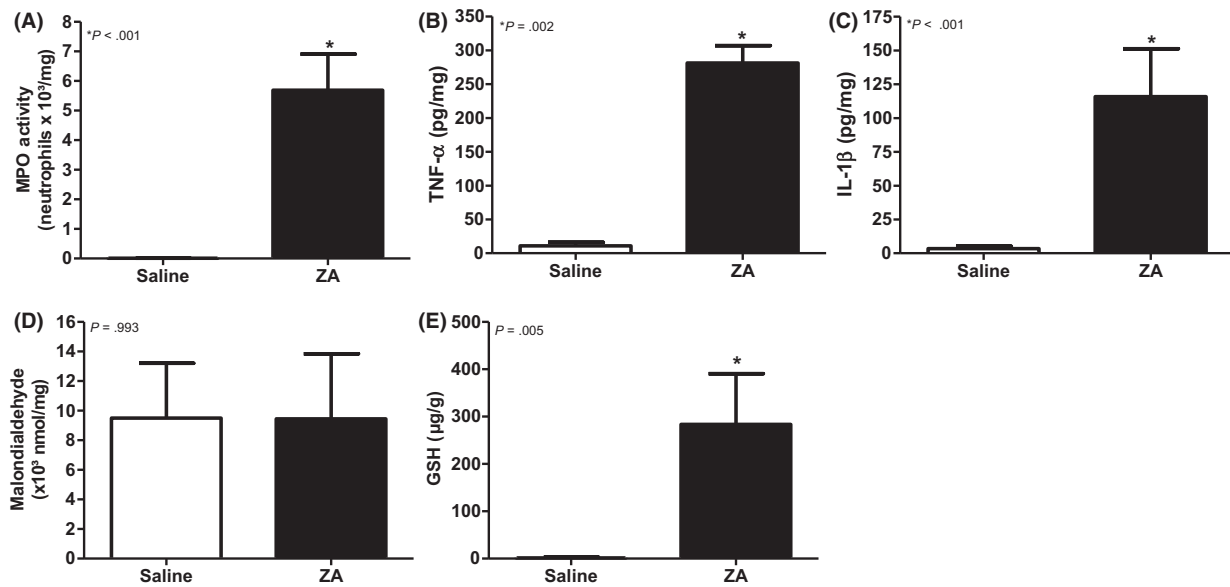 (A)
*P < .001
MPO activity
(neutrophils x 10³/mg)
8
7
6
5
4
3
2
1
0
*
Saline ZA
(B)
*P = .002
TNF-α (pg/mg)
350
300
250
200
150
100
50
0
*
Saline ZA
(C)
*P < .001
IL-1β (pg/mg)
175
150
125
100
75
50
25
0
*
Saline ZA
(D)
P = .993
Malondialdehyde
(x10³ nmol/mg)
16
14
12
10
8
6
4
2
0
Saline ZA
(E)
P = .005
GSH (µg/g)
500
400
300
200
100
0
*
Saline ZA